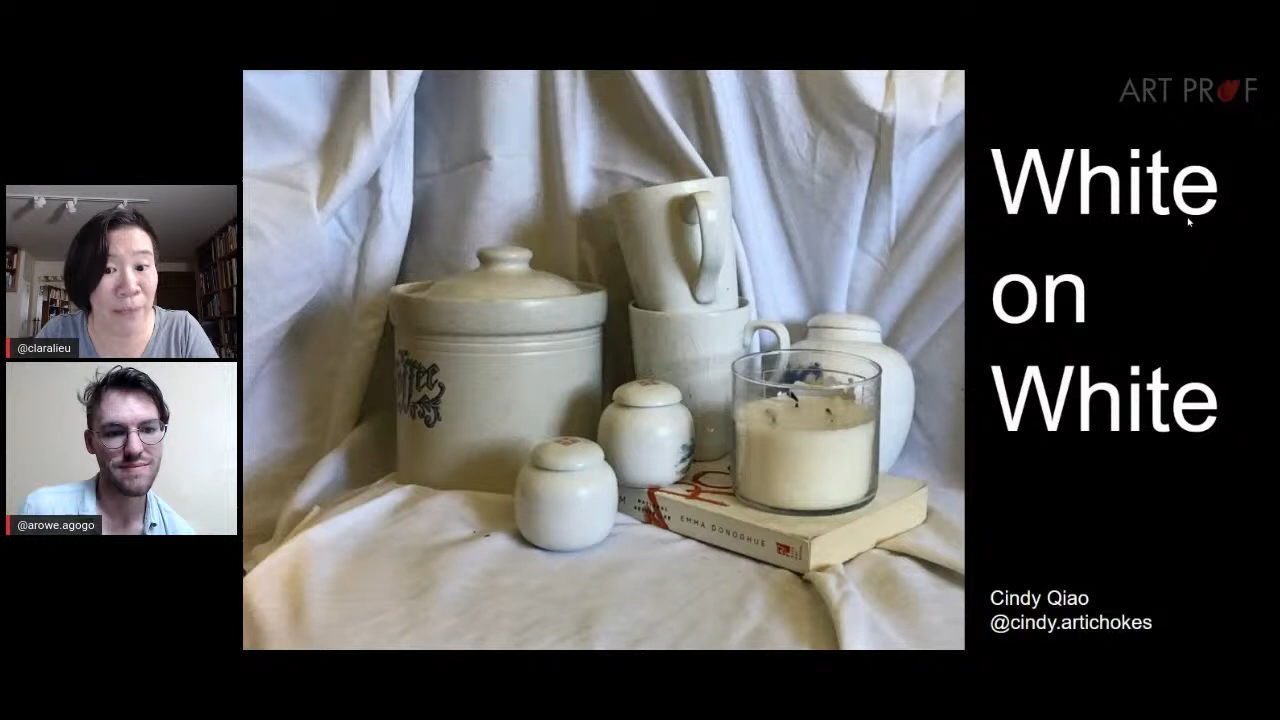 ART PROF
White
on
White
@claralieu
@arowe.agogo
EMMA DONOGHUE
Cindy Qiao
@cindy.artichokes